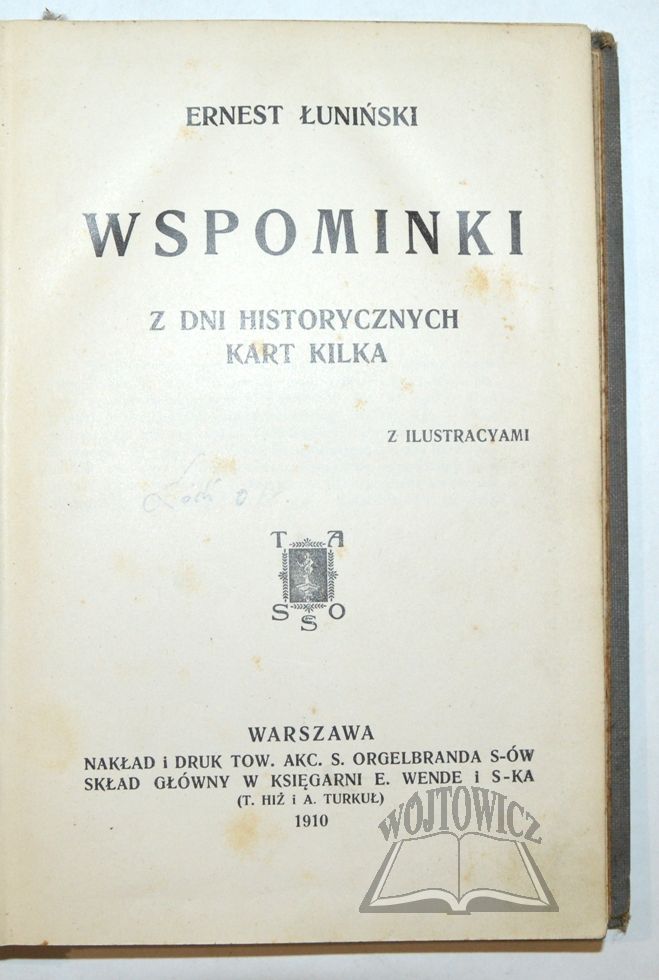 ERNEST ŁUNIŃSKI
WSPOMINKI
Z DNI HISTORYCZNYCH
KART KILKA
Z ILUSTRACYAMI
T A
S S O
WARSZAWA
NAKŁAD i DRUK TOW. AKC. S. ORGELBRANDA S-ÓW
SKŁAD GŁÓWNY W KSIĘGARNI E. WENDE i S-KA
(T. HIŻ i A. TURKUŁ)
1910
WÓJTOWICZ